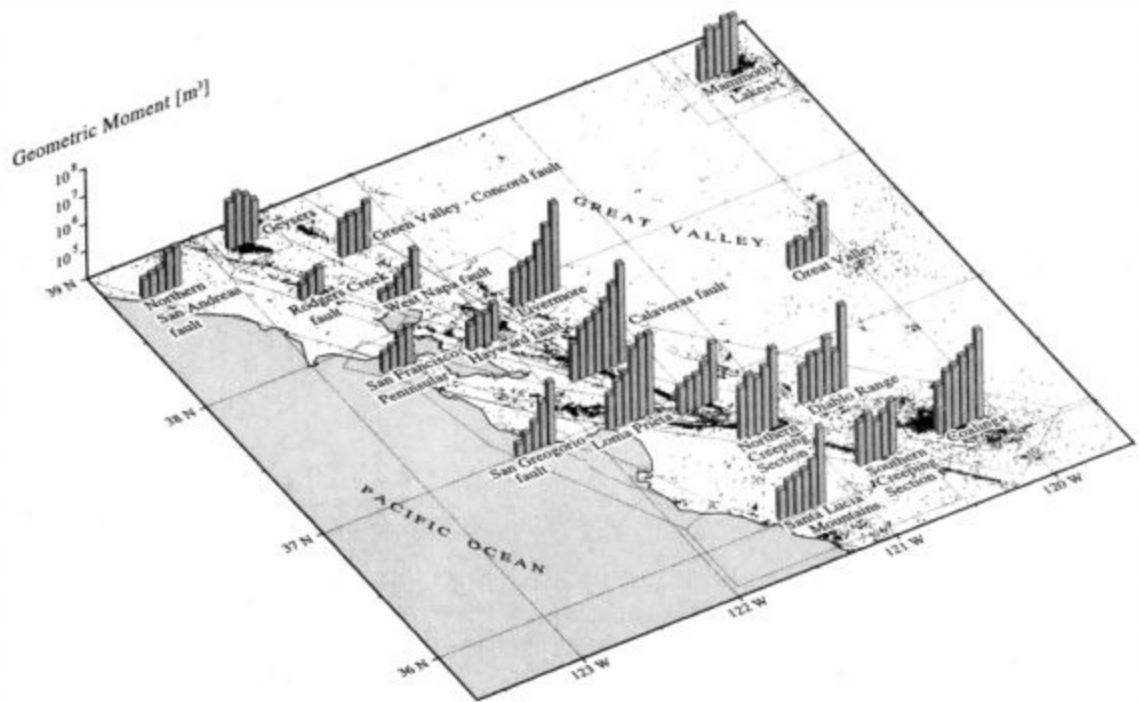 Geometric Moment [m³]
10⁸
10⁷
10⁶
10⁵
39 N
38 N
37 N
36 N
123 W
122 W
121 W
120 W
Mammoth
Lakes
Geysers
Green Valley - Concord fault
GREAT VALLEY
Great Valley
Northern
San Andreas
fault
Rodgers Creek
fault
West Napa fault
Livermore
Calaveras fault
Hayward fault
San Francisco
Peninsula
San Greogorio
fault
Loma Prieta
Northern
Creeping
Section
Diablo Range
Southern
Creeping
Section
Coalinga
Santa Lucia
Mountains
PACIFIC OCEAN